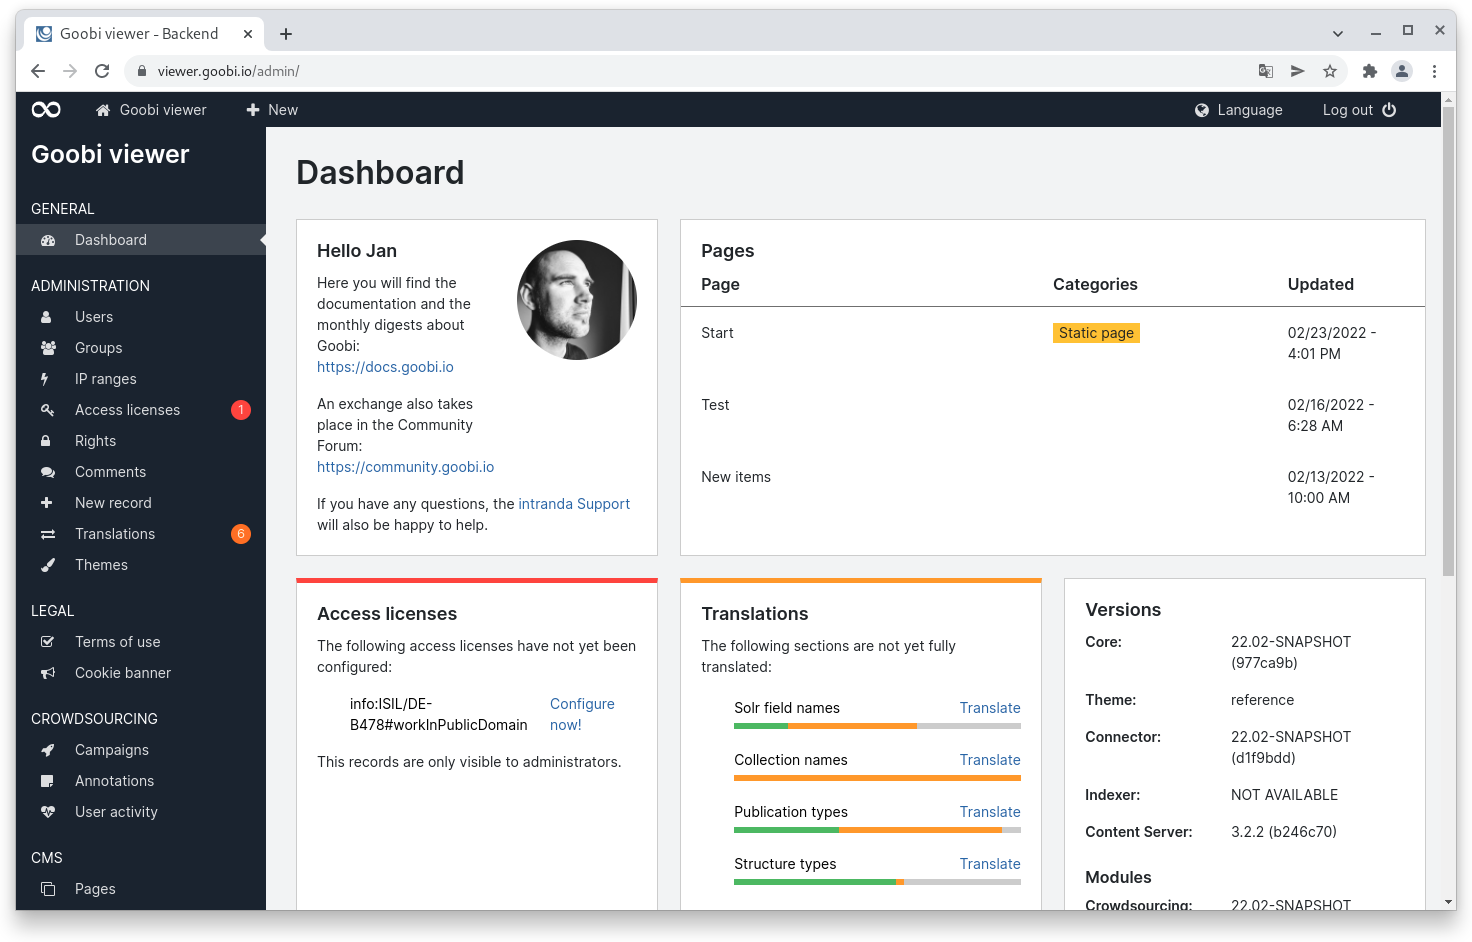 Goobi viewer - Backend
viewer.goobi.io/admin/
Goobi viewer
New
Language
Log out
Goobi viewer
GENERAL
Dashboard
ADMINISTRATION
Users
Groups
IP ranges
Access licenses 1
Rights
Comments
New record
Translations 6
Themes
LEGAL
Terms of use
Cookie banner
CROWDSOURCING
Campaigns
Annotations
User activity
CMS
Pages
Dashboard
Hello Jan
Here you will find the
documentation and the
monthly digests about
Goobi:
https://docs.goobi.io
An exchange also takes
place in the Community
Forum:
https://community.goobi.io
If you have any questions, the intranda Support
will also be happy to help.
Pages
Page Categories Updated
Start Static page 02/23/2022 -
4:01 PM
Test 02/16/2022 -
6:28 AM
New items 02/13/2022 -
10:00 AM
Access licenses
The following access licenses have not yet been
configured:
info:ISIL/DE- Configure
B478#workInPublicDomain now!
This records are only visible to administrators.
Translations
The following sections are not yet fully
translated:
Solr field names Translate
Collection names Translate
Publication types Translate
Structure types Translate
Versions
Core: 22.02-SNAPSHOT
(977ca9b)
Theme: reference
Connector: 22.02-SNAPSHOT
(d1f9bdd)
Indexer: NOT AVAILABLE
Content Server: 3.2.2 (b246c70)
Modules
Crowdsourcing: 22.02-SNAPSHOT